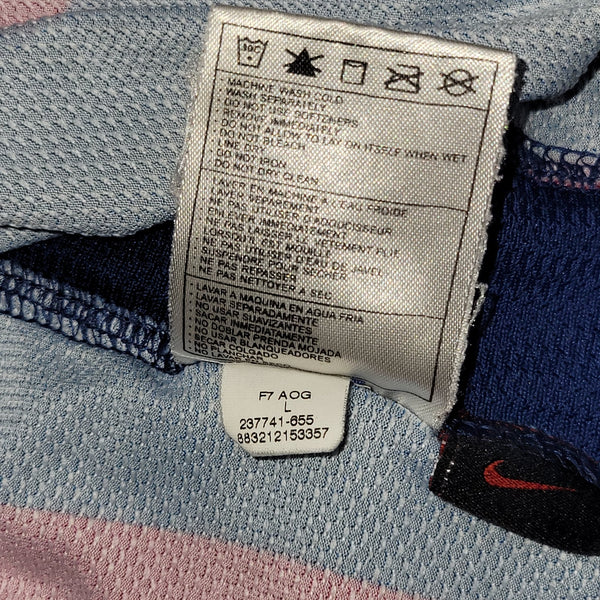 30°C
MACHINE WASH COLD
WASH SEPARATELY
- DO NOT USE SOFTENERS
REMOVE IMMEDIATELY
- DO NOT ALLOW TO LAY ON ITSELF WHEN WET
- DO NOT BLEACH
LINE DRY
- DO NOT IRON
- DO NOT DRY CLEAN
LAVER EN MACHINE A L'EAU FROIDE
LAVER SEPAREMENT
- NE PAS UTILISER D'ADOUCISSEUR
ENLEVER IMMEDIATEMENT
- NE PAS LAISSER LE VETEMENT PLIE
LORSQU'IL EST MOUILLE
- NE PAS UTILISER D'EAU DE JAVEL
SUSPENDRE POUR SECHER
- NE PAS REPASSER
- NE PAS NETTOYER A SEC
- LAVAR A MAQUINA EN AGUA FRIA
- LAVAR SEPARADAMENTE
- NO USAR SUAVIZANTES
- SACAR INMEDIATAMENTE
- NO DOBLAR PRENDA MOJADA
- NO USAR BLANQUEADORES
SECAR COLGADO
F7 AOG
L
237741-655
883212153357